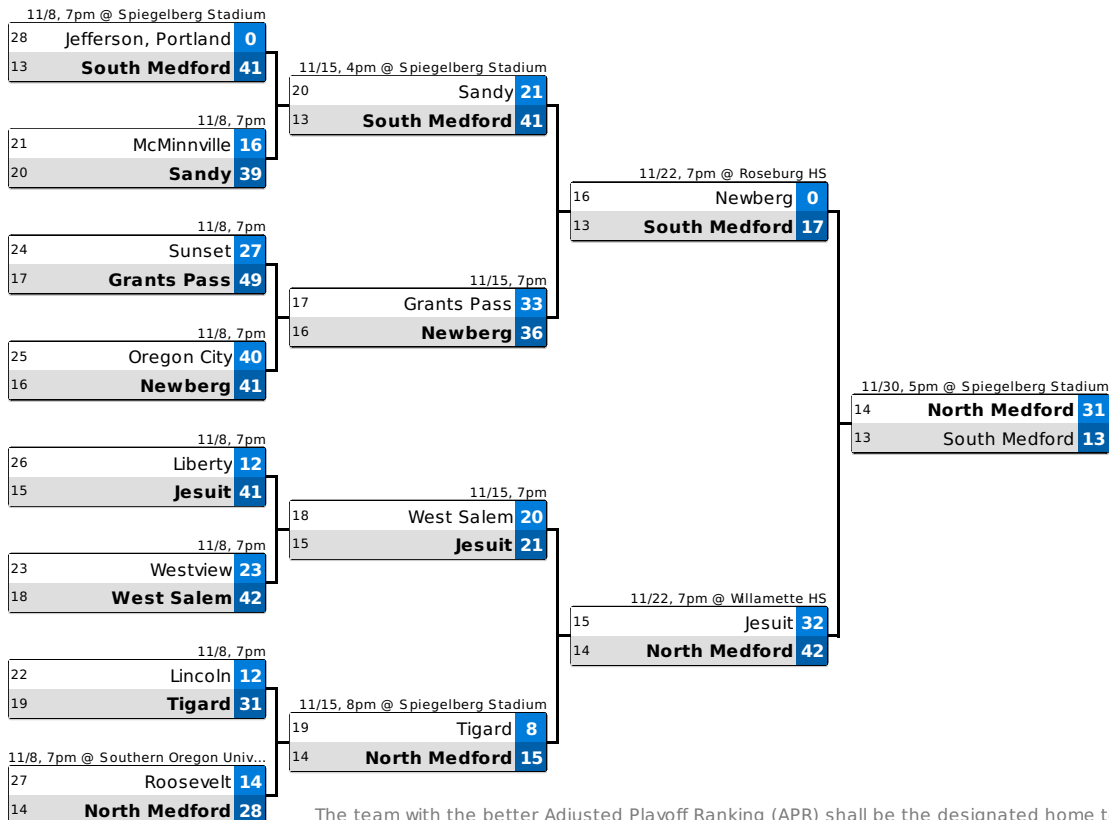 11/8, 7pm @ Spiegelberg Stadium
28 Jefferson, Portland 0
13 South Medford 41
11/8, 7pm
21 McMinnville 16
20 Sandy 39
11/8, 7pm
24 Sunset 27
17 Grants Pass 49
11/8, 7pm
25 Oregon City 40
16 Newberg 41
11/8, 7pm
26 Liberty 12
15 Jesuit 41
11/8, 7pm
23 Westview 23
18 West Salem 42
11/8, 7pm
22 Lincoln 12
19 Tigard 31
11/8, 7pm @ Southern Oregon Univ...
27 Roosevelt 14
14 North Medford 28
11/15, 4pm @ Spiegelberg Stadium
20 Sandy 21
13 South Medford 41
11/15, 7pm
17 Grants Pass 33
16 Newberg 36
11/15, 7pm
18 West Salem 20
15 Jesuit 21
11/15, 8pm @ Spiegelberg Stadium
19 Tigard 8
14 North Medford 15
11/22, 7pm @ Roseburg HS
16 Newberg 0
13 South Medford 17
11/22, 7pm @ Willamette HS
15 Jesuit 32
14 North Medford 42
11/30, 5pm @ Spiegelberg Stadium
14 North Medford 31
13 South Medford 13
The team with the better Adjusted Playoff Ranking (APR) shall be the designated home